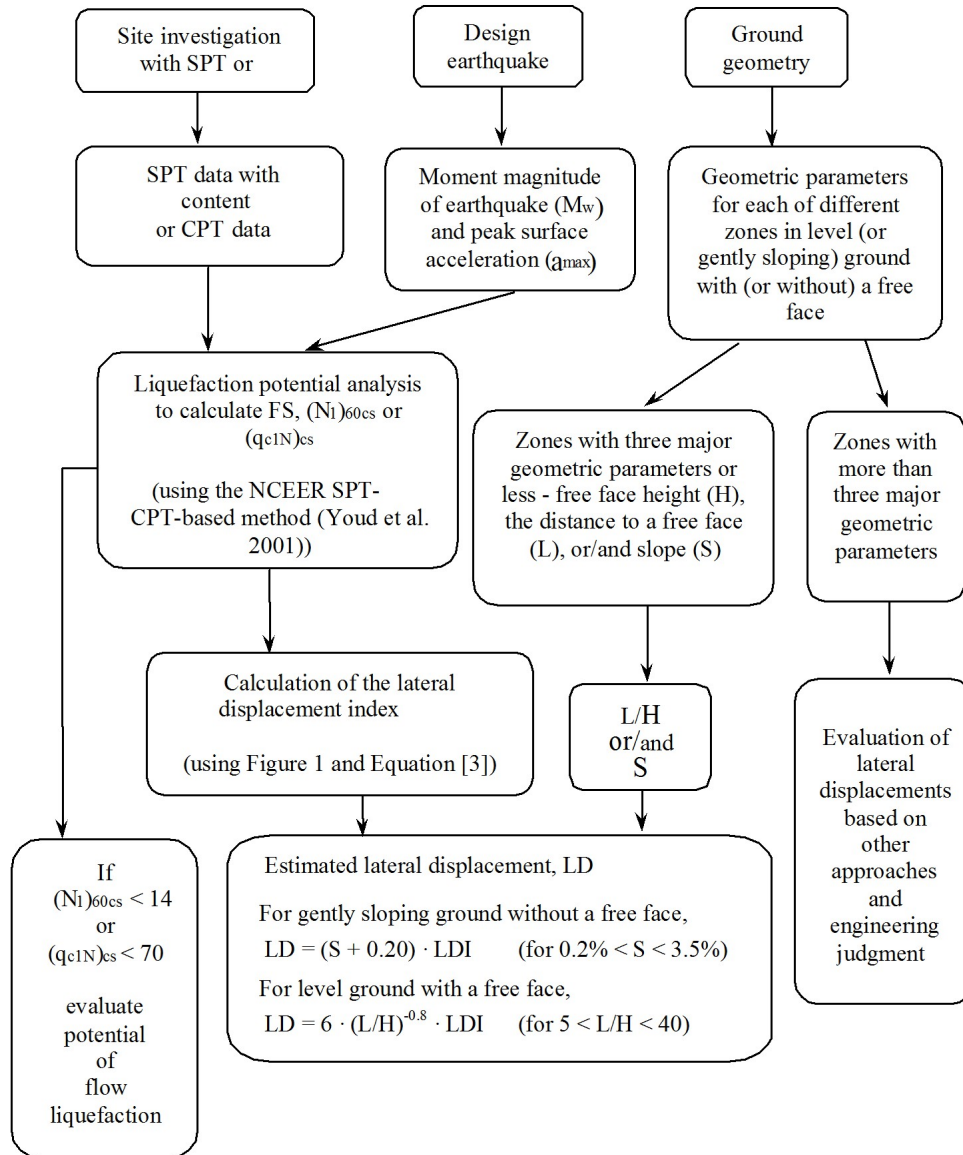 Site investigation
with SPT or
Design
earthquake
Ground
geometry
SPT data with
content
or CPT data
Moment magnitude
of earthquake (Mw)
and peak surface
acceleration (amax)
Geometric parameters
for each of different
zones in level (or
gently sloping) ground
with (or without) a free
face
Liquefaction potential analysis
to calculate FS, (N1)60cs or
(qc1N)cs
(using the NCEER SPT-
CPT-based method (Youd et al.
2001))
Zones with three major
geometric parameters or
less - free face height (H),
the distance to a free face
(L), or/and slope (S)
Zones with
more than
three major
geometric
parameters
Calculation of the lateral
displacement index
(using Figure 1 and Equation [3])
L/H
or/and
S
Evaluation of
lateral
displacements
based on
other
approaches
and
engineering
judgment
If
(N1)60cs < 14
or
(qc1N)cs < 70
evaluate
potential
of
flow
liquefaction
Estimated lateral displacement, LD
For gently sloping ground without a free face,
LD = (S + 0.20) · LDI (for 0.2% < S < 3.5%)
For level ground with a free face,
LD = 6 · (L/H)^-0.8 · LDI (for 5 < L/H < 40)